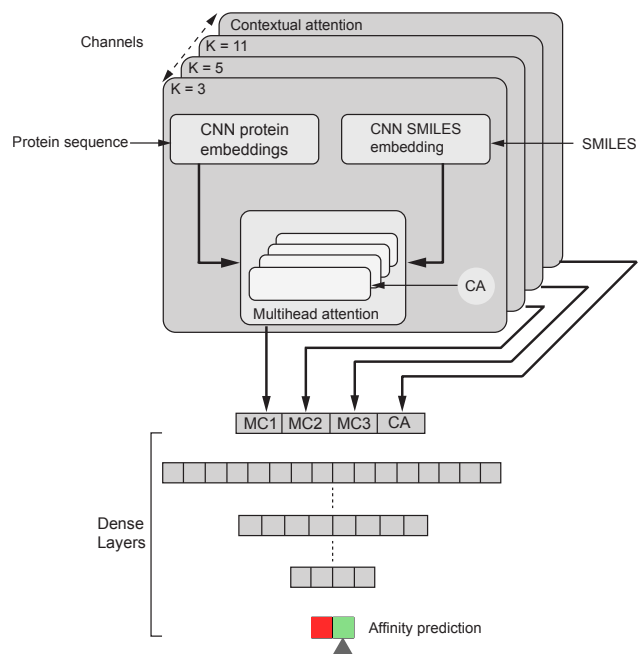 Contextual attention
Channels
K = 11
K = 5
K = 3
Protein sequence
CNN protein
embeddings
CNN SMILES
embedding
SMILES
CA
Multihead attention
MC1 MC2 MC3 CA
Dense
Layers
Affinity prediction